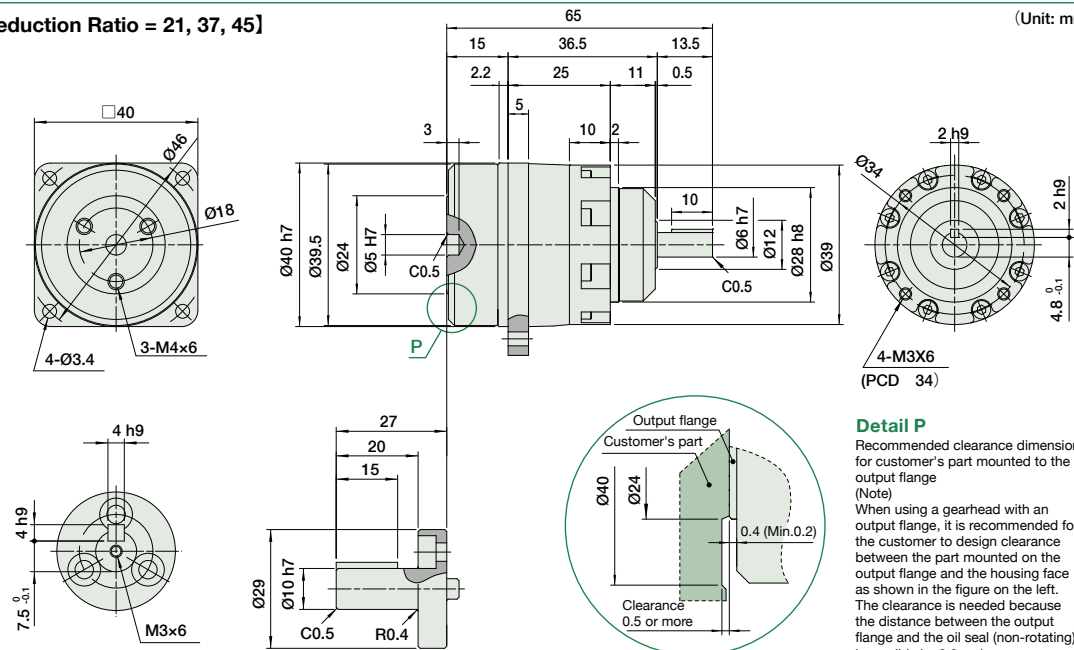 eduction Ratio = 21, 37, 45】
(Unit: m
65
15 36.5 13.5
2.2 25 11 0.5
5
3 10 2
10
□40
Ø46
Ø18
3-M4×6
4-Ø3.4
Ø40 h7
Ø39.5
Ø24
Ø5 H7
C0.5
P
Ø6 h7
Ø12
Ø28 h8
Ø39
C0.5
2 h9
Ø34
2 h9
4.8 0 -0.1
4-M3X6
(PCD 34)
4 h9
4 h9
7.5 0 -0.1
M3×6
27
20
15
Ø29
Ø10 h7
C0.5
R0.4
Output flange
Customer's part
Ø40
Ø24
0.4 (Min.0.2)
Clearance
0.5 or more
Detail P
Recommended clearance dimension
for customer's part mounted to the
output flange
(Note)
When using a gearhead with an
output flange, it is recommended fo
the customer to design clearance
between the part mounted on the
output flange and the housing face
as shown in the figure on the left.
The clearance is needed because
the distance between the output
flange and the oil seal (non-rotating)